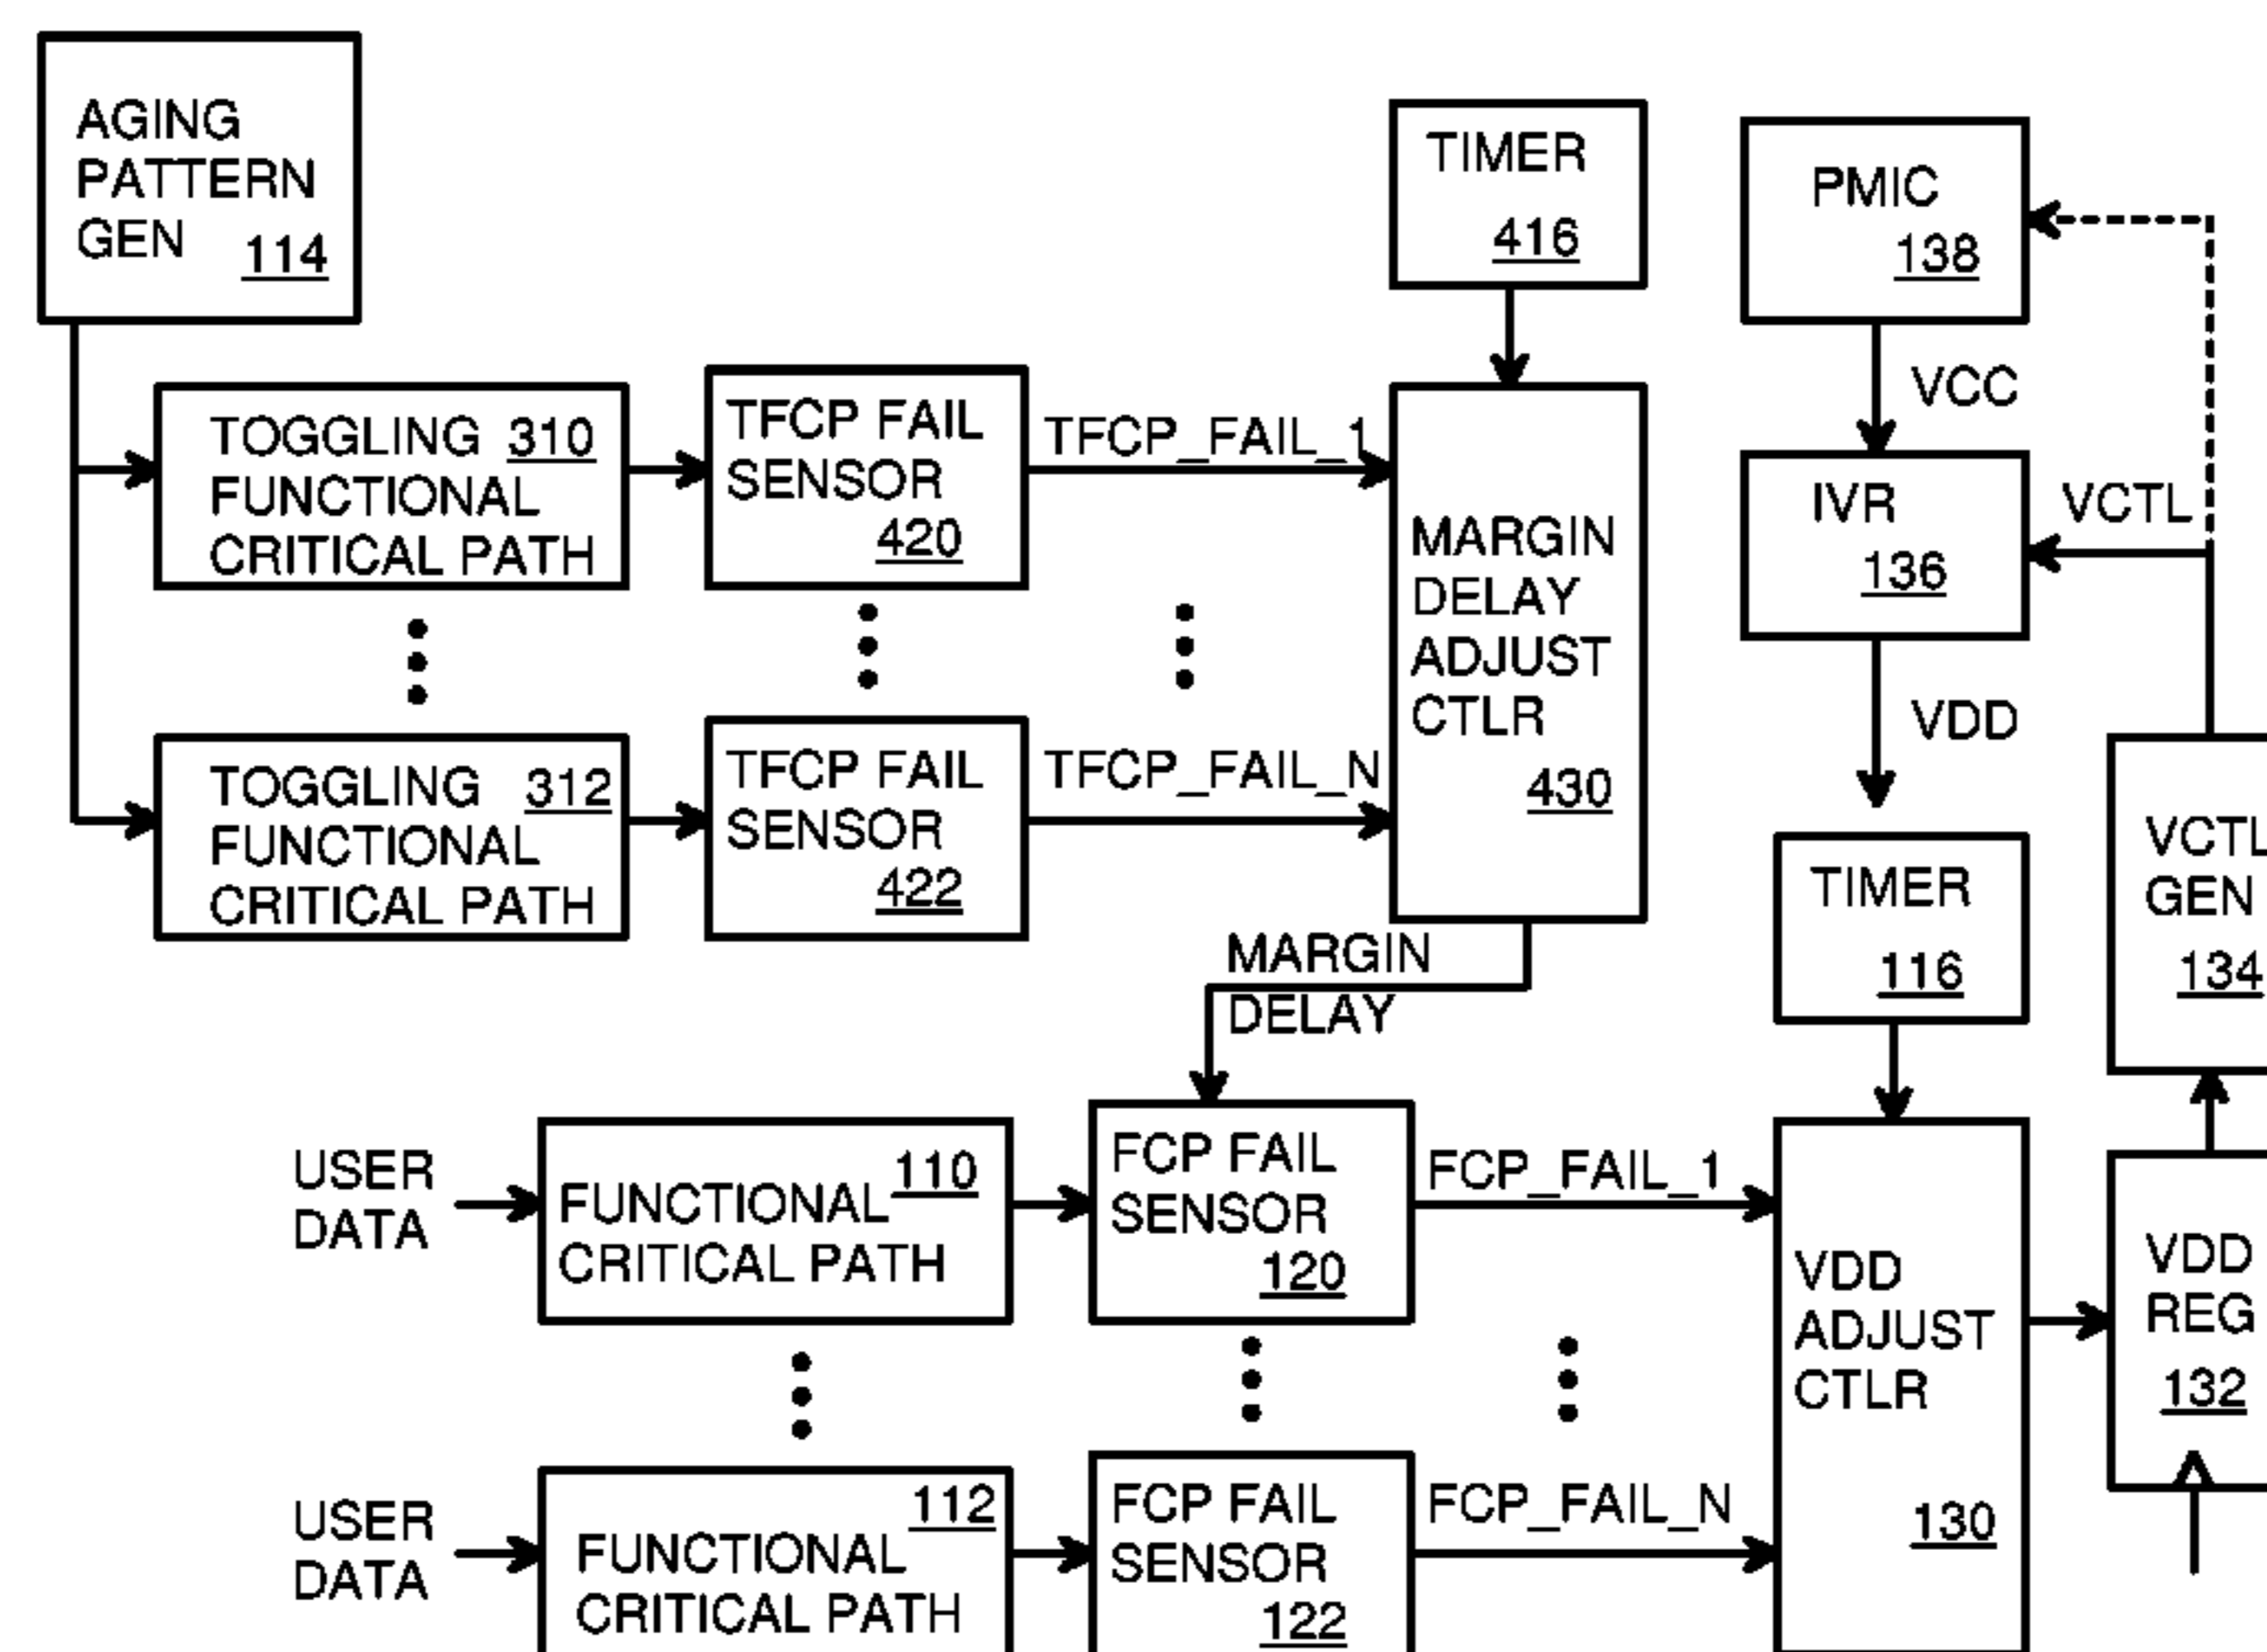 AGING
PATTERN
GEN 114
TIMER
416
PMIC
138
VCC
TOGGLING 310
FUNCTIONAL
CRITICAL PATH
TFCP FAIL
SENSOR
420
TFCP_FAIL_1
MARGIN
DELAY
ADJUST
CTLR
430
IVR
136
VCTL
VDD
TOGGLING 312
FUNCTIONAL
CRITICAL PATH
TFCP FAIL
SENSOR
422
TFCP_FAIL_N
TIMER
116
VCTL
GEN
134
MARGIN
DELAY
USER
DATA
110
FUNCTIONAL
CRITICAL PATH
FCP FAIL
SENSOR
120
FCP_FAIL_1
VDD
ADJUST
CTLR
130
VDD
REG
132
USER
DATA
112
FUNCTIONAL
CRITICAL PATH
FCP FAIL
SENSOR
122
FCP_FAIL_N